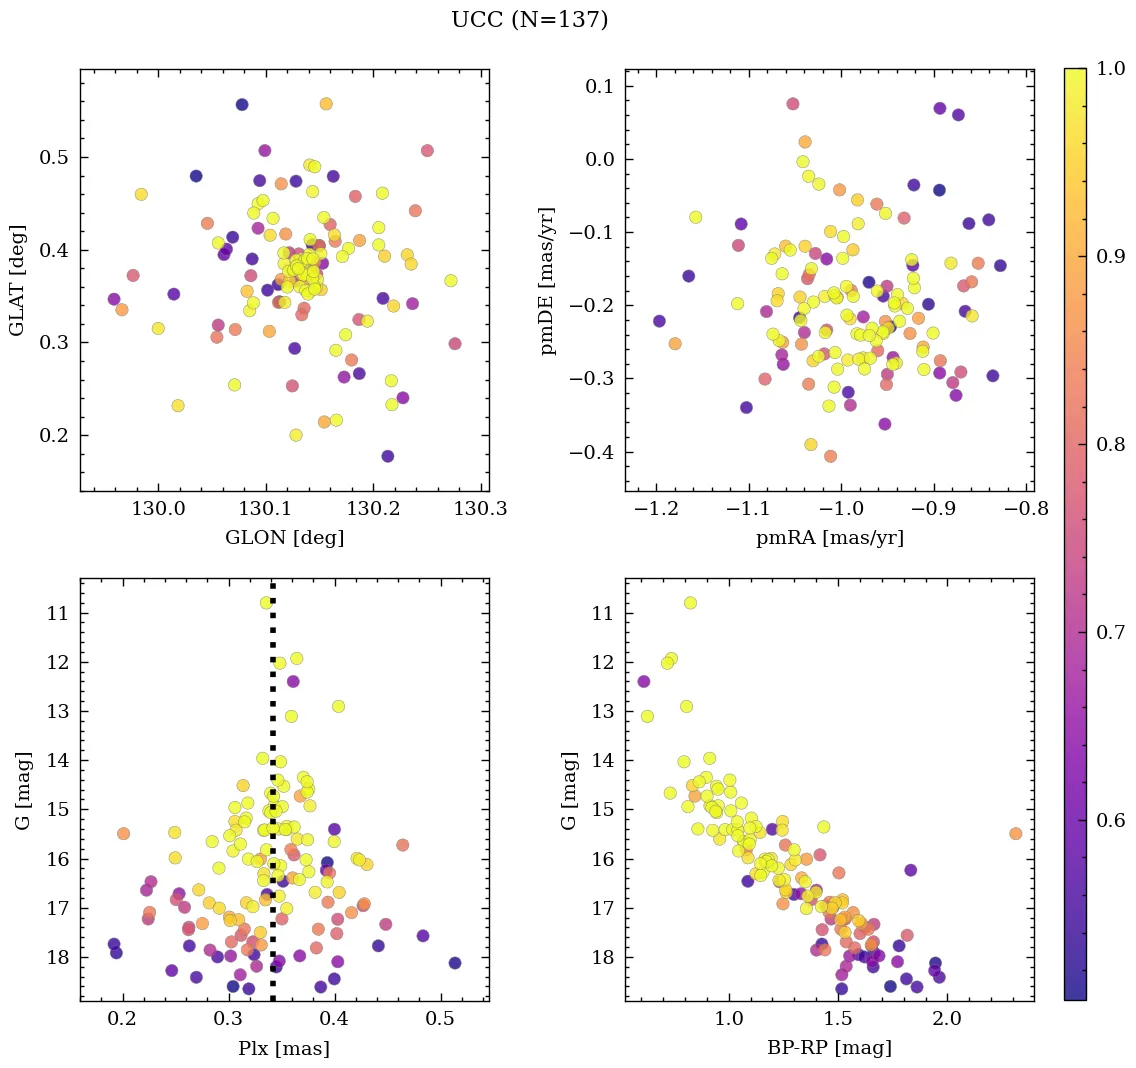 UCC (N=137)
0.5
0.4
0.3
0.2
GLAT [deg]
130.0 130.1 130.2 130.3
GLON [deg]
0.1
0.0
−0.1
−0.2
−0.3
−0.4
pmDE [mas/yr]
−1.2 −1.1 −1.0 −0.9 −0.8
pmRA [mas/yr]
11
12
13
14
15
16
17
18
G [mag]
0.2 0.3 0.4 0.5
Plx [mas]
11
12
13
14
15
16
17
18
G [mag]
1.0 1.5 2.0
BP-RP [mag]
1.0
0.9
0.8
0.7
0.6